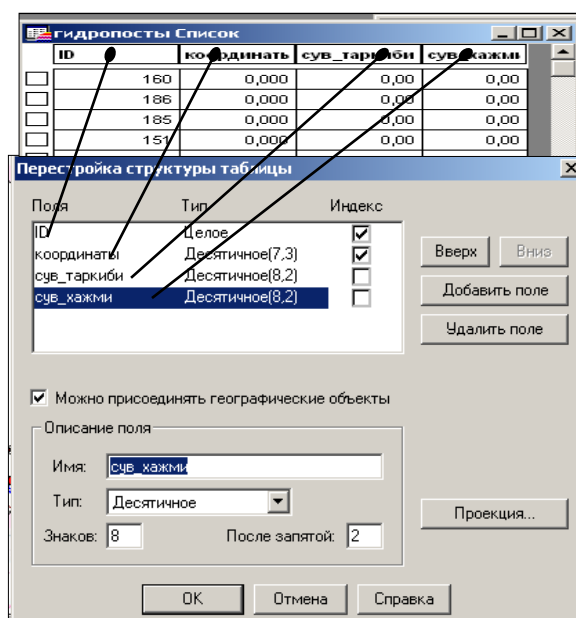 гидропосты Список
ID координать сув_таркиби сув_хажми
160 0,000 0,00 0,00
186 0,000 0,00 0,00
185 0,000 0,00 0,00
151 0,000 0,00 0,00
Перестройка структуры таблицы
Поля Тип Индекс
ID Целое
координаты Десятичное(7,3)
сув_таркиби Десятичное(8,2)
сув_хажми Десятичное(8,2)
Вверх Вниз
Добавить поле
Удалить поле
Можно присоединять географические объекты
Описание поля
Имя: сув_хажми
Тип: Десятичное
Знаков: 8 После запятой: 2
Проекция...
OK Отмена Справка